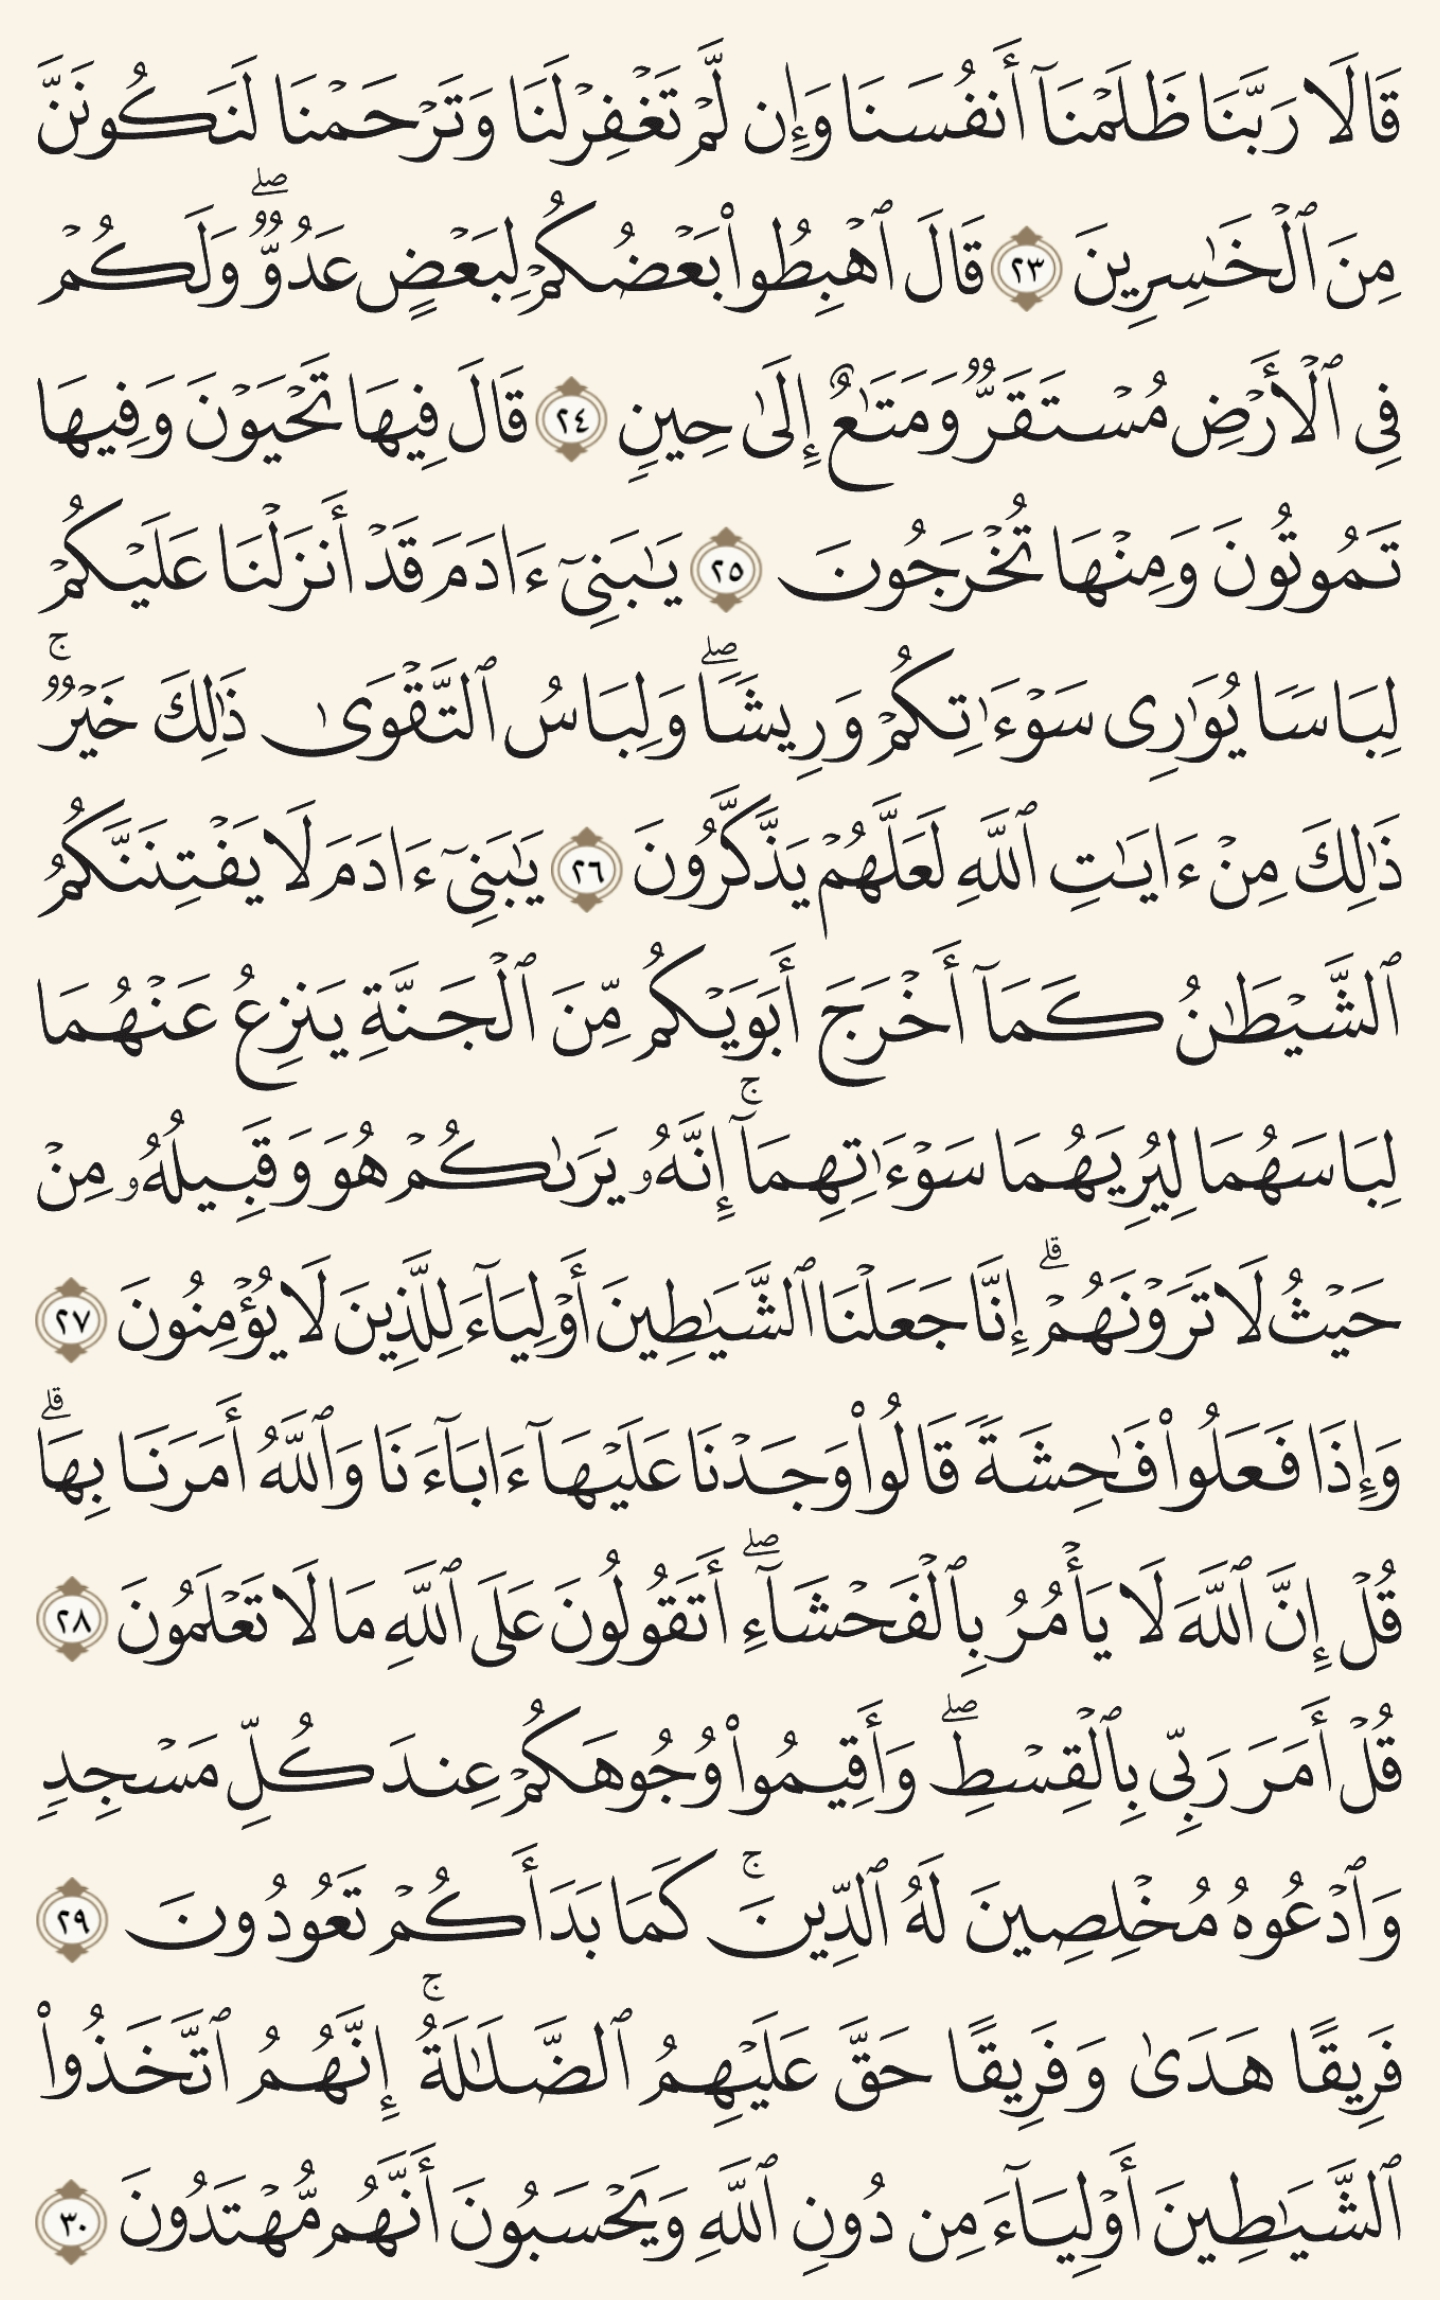 قَالَا رَبَّنَا ظَلَمۡنَآ أَنفُسَنَا وَإِن لَّمۡ تَغۡفِرۡ لَنَا وَتَرۡحَمۡنَا لَنَكُونَنَّ
مِنَ ٱلۡخَٰسِرِينَ ٢٣ قَالَ ٱهۡبِطُواْ بَعۡضُكُمۡ لِبَعۡضٍ عَدُوّٞۖ وَلَكُمۡ
فِي ٱلۡأَرۡضِ مُسۡتَقَرّٞ وَمَتَٰعٌ إِلَىٰ حِينٖ ٢٤ قَالَ فِيهَا تَحۡيَوۡنَ وَفِيهَا
تَمُوتُونَ وَمِنۡهَا تُخۡرَجُونَ ٢٥ يَٰبَنِيٓ ءَادَمَ قَدۡ أَنزَلۡنَا عَلَيۡكُمۡ
لِبَاسٗا يُوَٰرِي سَوۡءَٰتِكُمۡ وَرِيشٗاۖ وَلِبَاسُ ٱلتَّقۡوَىٰ ذَٰلِكَ خَيۡرٞۚ
ذَٰلِكَ مِنۡ ءَايَٰتِ ٱللَّهِ لَعَلَّهُمۡ يَذَّكَّرُونَ ٢٦ يَٰبَنِيٓ ءَادَمَ لَا يَفۡتِنَنَّكُمُ
ٱلشَّيۡطَٰنُ كَمَآ أَخۡرَجَ أَبَوَيۡكُم مِّنَ ٱلۡجَنَّةِ يَنزِعُ عَنۡهُمَا
لِبَاسَهُمَا لِيُرِيَهُمَا سَوۡءَٰتِهِمَآۚ إِنَّهُۥ يَرَىٰكُمۡ هُوَ وَقَبِيلُهُۥ مِنۡ
حَيۡثُ لَا تَرَوۡنَهُمۡۗ إِنَّا جَعَلۡنَا ٱلشَّيَٰطِينَ أَوۡلِيَآءَ لِلَّذِينَ لَا يُؤۡمِنُونَ ٢٧
وَإِذَا فَعَلُواْ فَٰحِشَةٗ قَالُواْ وَجَدۡنَا عَلَيۡهَآ ءَابَآءَنَا وَٱللَّهُ أَمَرَنَا بِهَاۗ
قُلۡ إِنَّ ٱللَّهَ لَا يَأۡمُرُ بِٱلۡفَحۡشَآءِۖ أَتَقُولُونَ عَلَى ٱللَّهِ مَا لَا تَعۡلَمُونَ ٢٨
قُلۡ أَمَرَ رَبِّي بِٱلۡقِسۡطِۖ وَأَقِيمُواْ وُجُوهَكُمۡ عِندَ كُلِّ مَسۡجِدٖ
وَٱدۡعُوهُ مُخۡلِصِينَ لَهُ ٱلدِّينَۚ كَمَا بَدَأَكُمۡ تَعُودُونَ ٢٩
فَرِيقًا هَدَىٰ وَفَرِيقًا حَقَّ عَلَيۡهِمُ ٱلضَّلَٰلَةُۚ إِنَّهُمُ ٱتَّخَذُواْ
ٱلشَّيَٰطِينَ أَوۡلِيَآءَ مِن دُونِ ٱللَّهِ وَيَحۡسَبُونَ أَنَّهُم مُّهۡتَدُونَ ٣٠